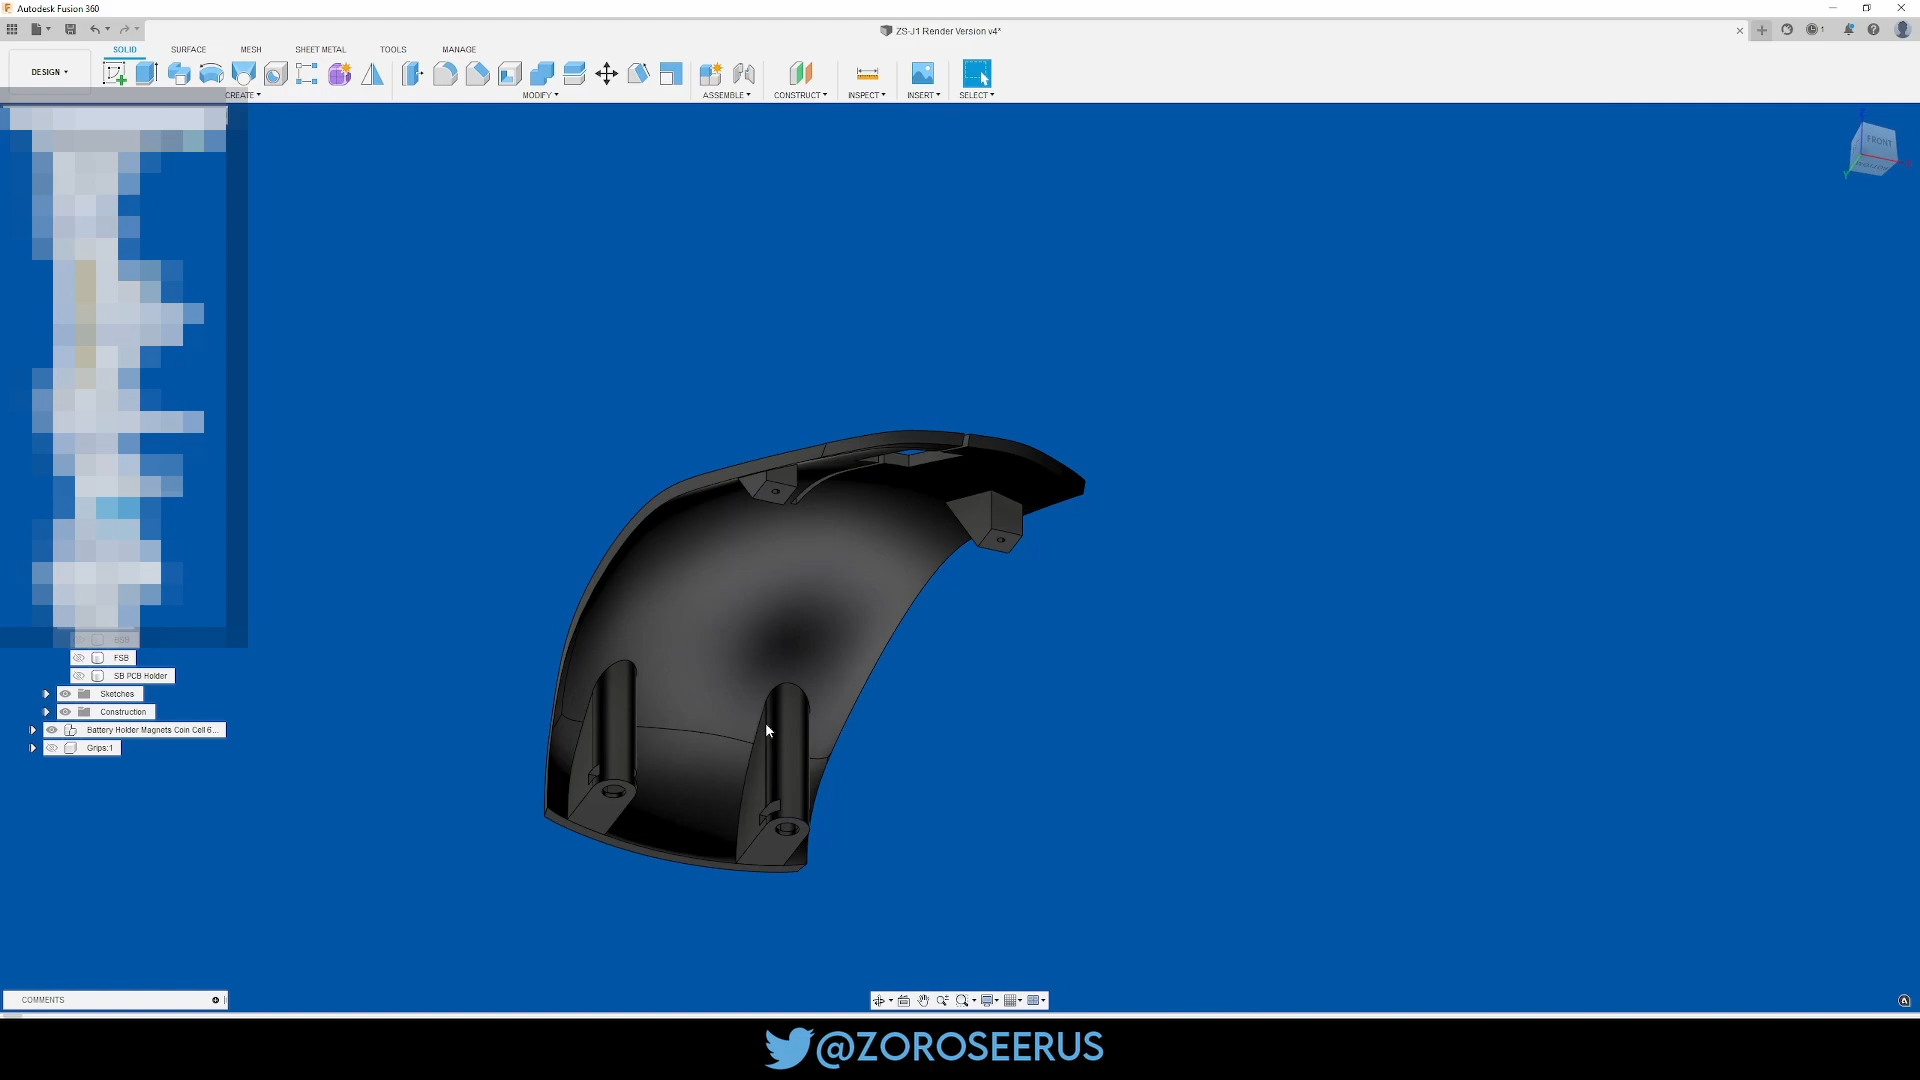 Autodesk Fusion 360
ZS-J1 Render Version v4*
1
SOLID SURFACE MESH SHEET METAL TOOLS MANAGE
DESIGN
CREATE MODIFY ASSEMBLE CONSTRUCT INSPECT INSERT SELECT
FRONT
BSB
FSB
SB PCB Holder
Sketches
Construction
Battery Holder Magnets Coin Cell 6...
Grips:1
COMMENTS
@ZOROSEERUS